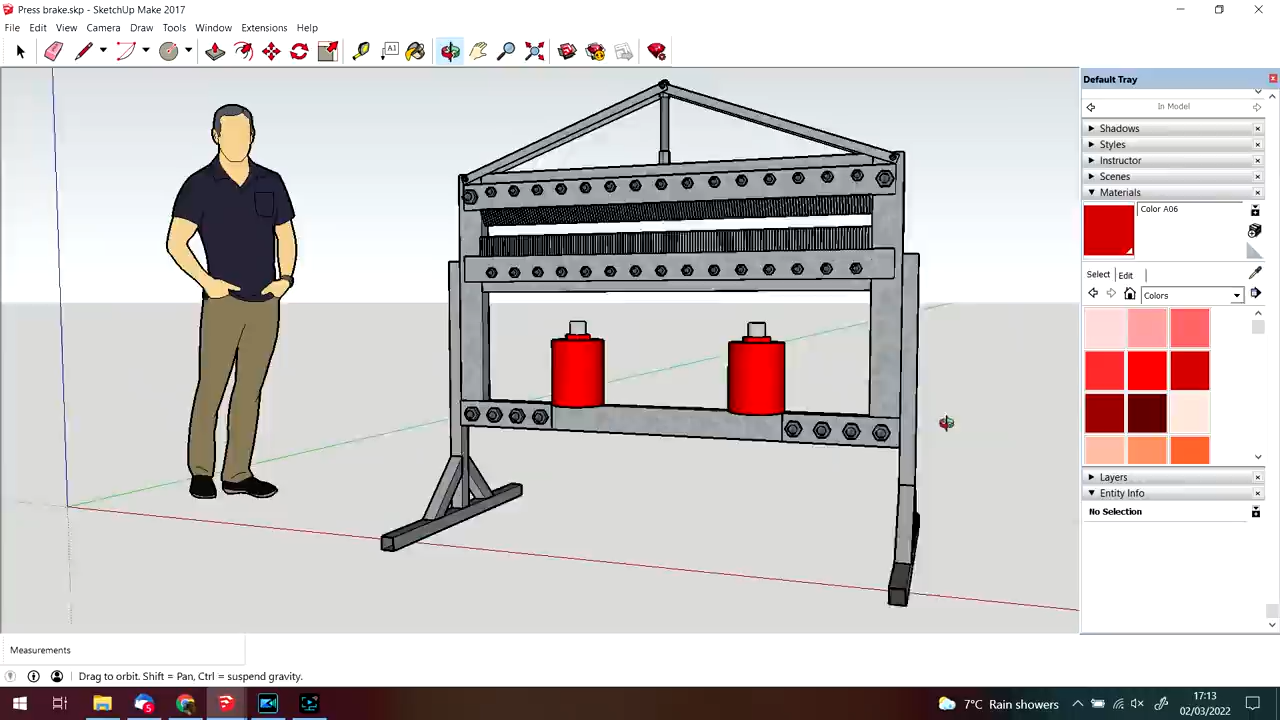 Press brake.skp - SketchUp Make 2017
File Edit View Camera Draw Tools Window Extensions Help
A1
Default Tray
In Model
Shadows
Styles
Instructor
Scenes
Materials
Color A06
Select Edit
Colors
Layers
Entity Info
No Selection
Measurements
Drag to orbit. Shift = Pan, Ctrl = suspend gravity.
S
7°C Rain showers
17:13
02/03/2022